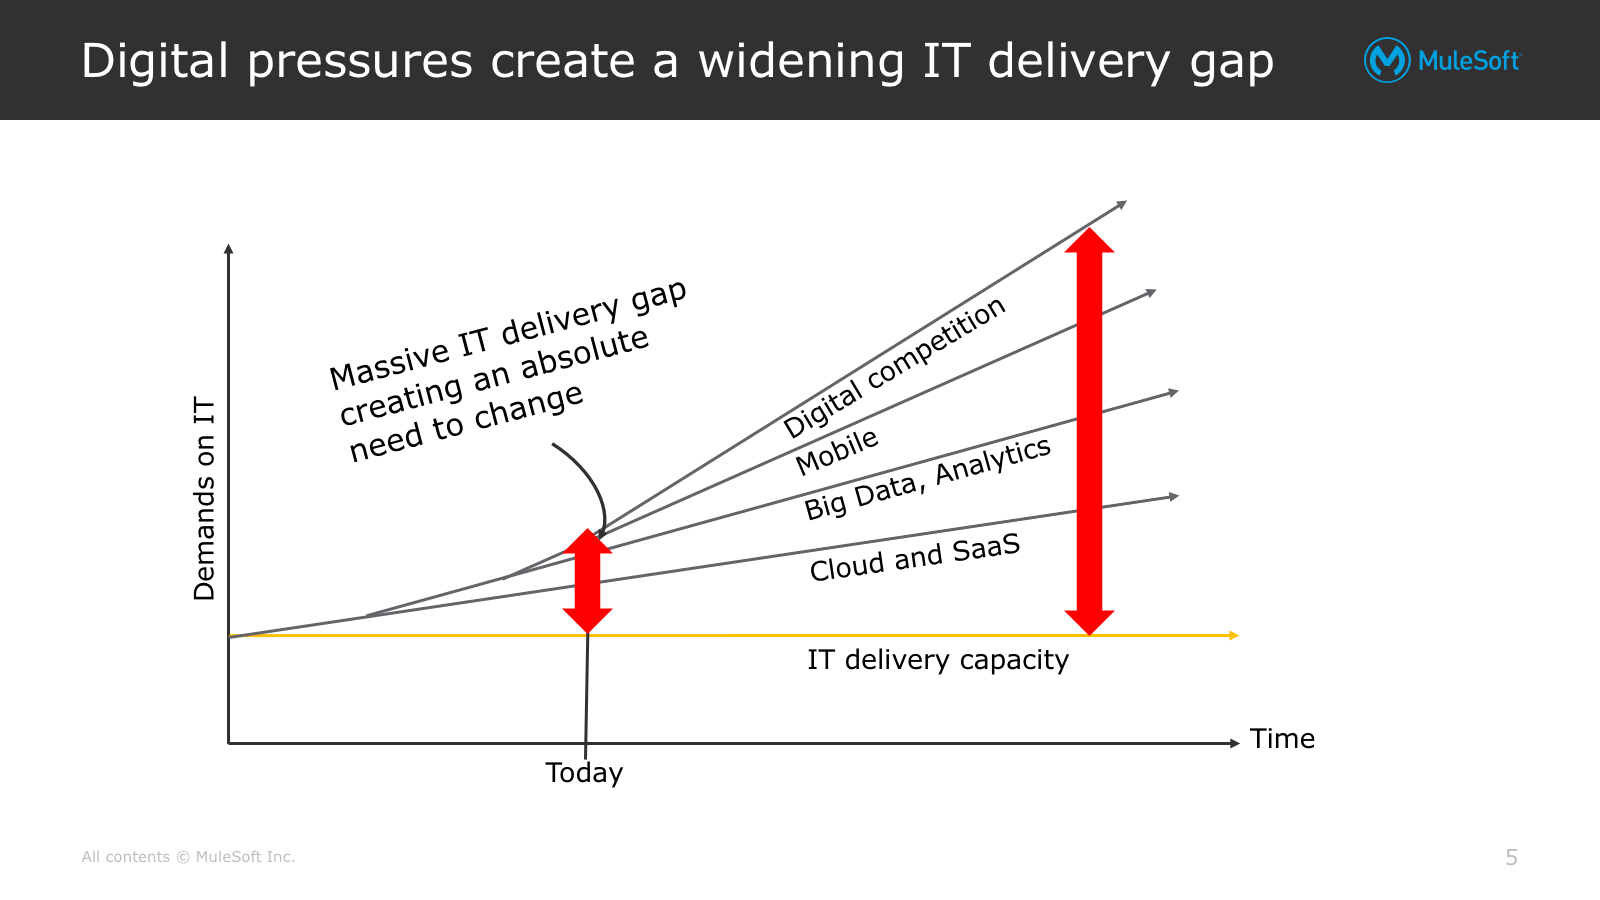 Digital pressures create a widening IT delivery gap
MuleSoft
Massive IT delivery gap
creating an absolute
need to change
Demands on IT
Digital competition
Mobile
Big Data, Analytics
Cloud and SaaS
IT delivery capacity
Time
Today
All contents © MuleSoft Inc.
5